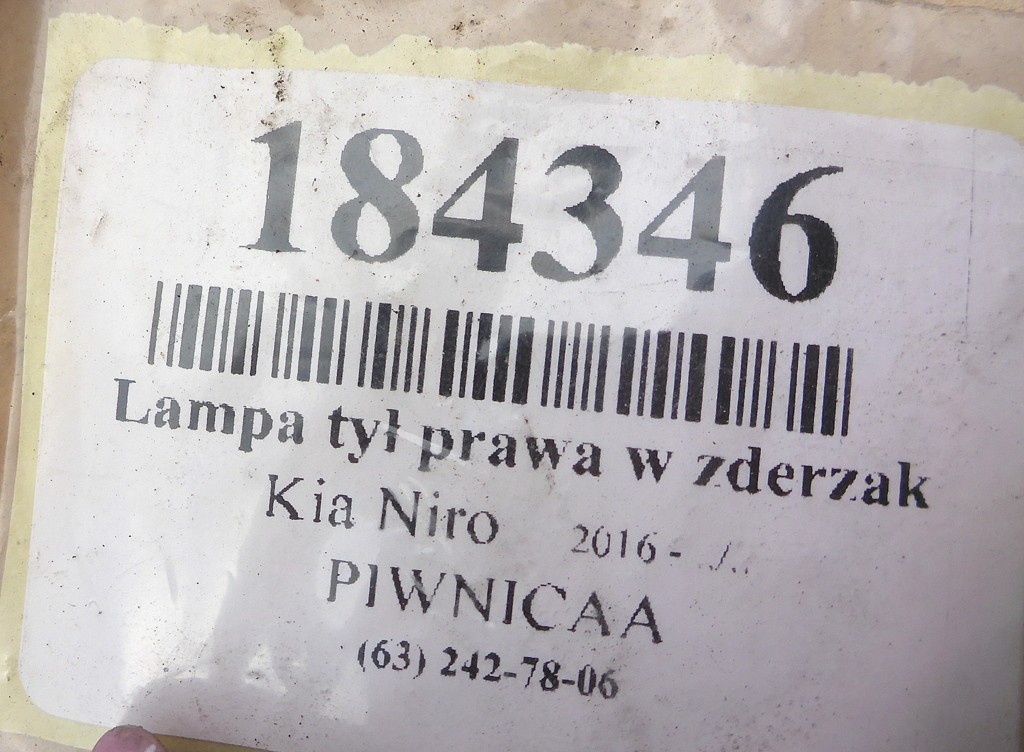 184346
Lampa tył prawa w zderzak
Kia Niro 2016 - ./..
PIWNICAA
(63) 242-78-06